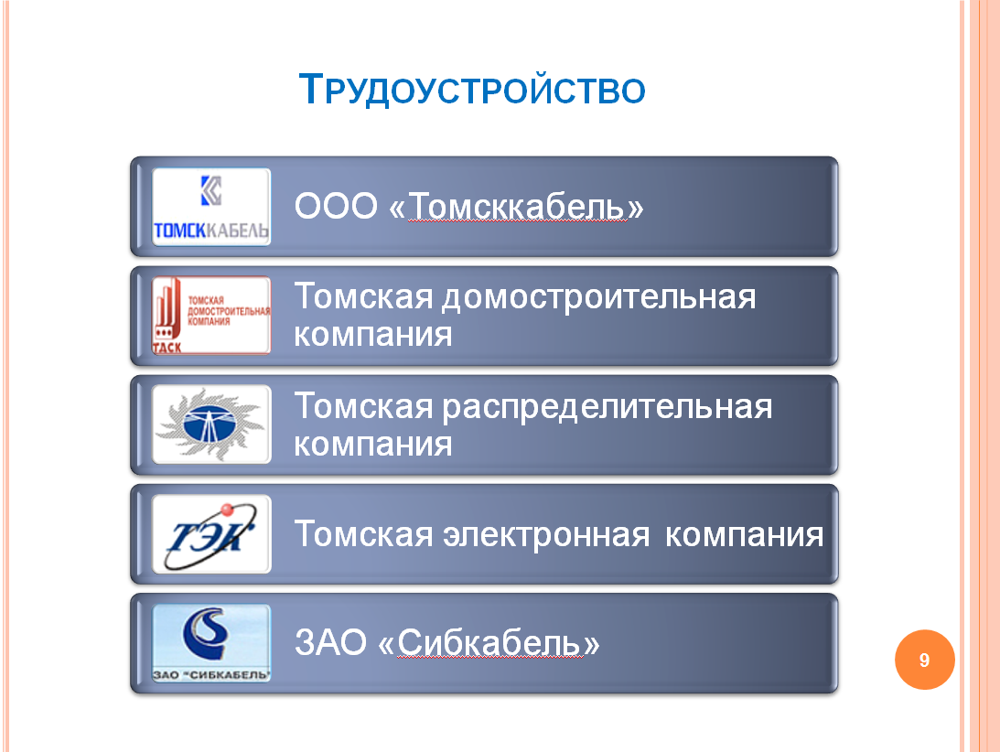 ТРУДОУСТРОЙСТВО
ТОМСККАБЕЛЬ
ООО «Томсккабель»
ТОМСКАЯ
ДОМОСТРОИТЕЛЬНАЯ
КОМПАНИЯ
ТДСК
Томская домостроительная
компания
Томская распределительная
компания
ТЭК
Томская электронная компания
ЗАО "СИБКАБЕЛЬ"
ЗАО «Сибкабель»
9